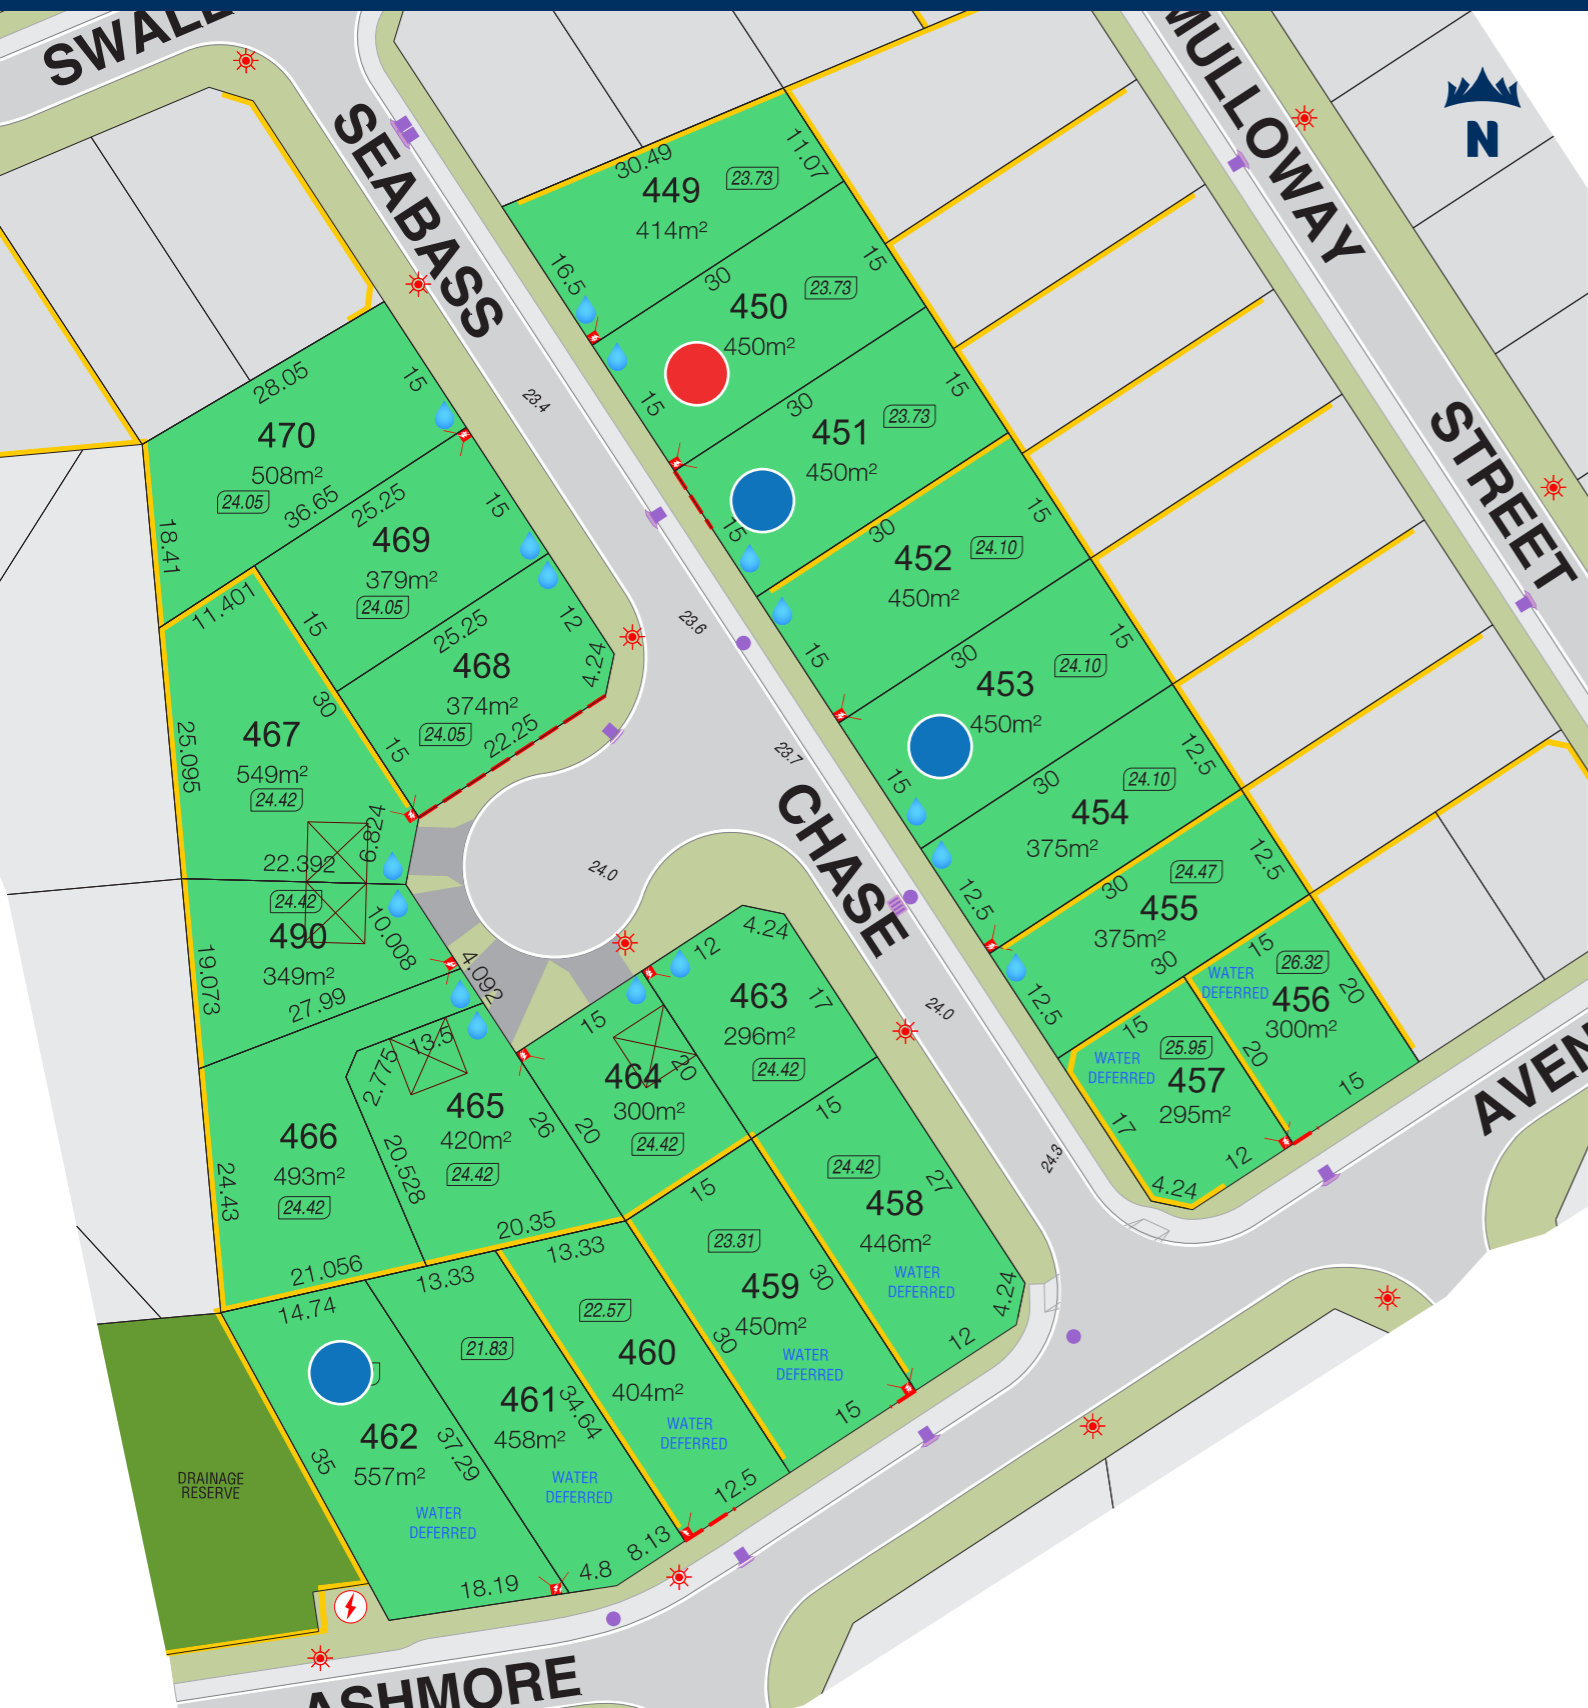 SWALL
SEABASS
CHASE
MULLOWAY
STREET
N
AVEN
ASHMORE
30.49
11.07
449
23.73
414m²
16.5
30
15
450
23.73
450m²
15
30
15
451
23.73
450m²
15
30
15
452
24.10
450m²
15
30
15
453
24.10
450m²
15
30
12.5
454
24.10
375m²
12.5
30
12.5
455
24.47
375m²
12.5
30
15
26.32
WATER
DEFERRED
456
300m²
20
20
15
15
25.95
WATER
DEFERRED
457
295m²
17
12
4.24
23.4
23.6
23.7
24.0
24.0
24.3
28.05
15
470
508m²
24.05
36.65
18.41
25.25
15
469
379m²
24.05
11.401
15
25.25
12
468
374m²
24.05
4.24
22.25
15
30
467
549m²
24.42
25.095
6.824
22.392
24.42
490
349m²
10.008
19.073
27.99
4.092
13.5
2.775
465
420m²
24.42
26
20.528
20.35
466
493m²
24.42
24.43
21.056
12
4.24
463
296m²
24.42
17
15
15
464
300m²
24.42
20
20
15
24.42
458
446m²
WATER
DEFERRED
27
4.24
12
23.31
459
450m²
WATER
DEFERRED
30
30
15
13.33
22.57
460
404m²
WATER
DEFERRED
12.5
13.33
21.83
461
458m²
WATER
DEFERRED
34.64
8.13
4.8
14.74
462
557m²
WATER
DEFERRED
37.29
35
18.19
DRAINAGE
RESERVE